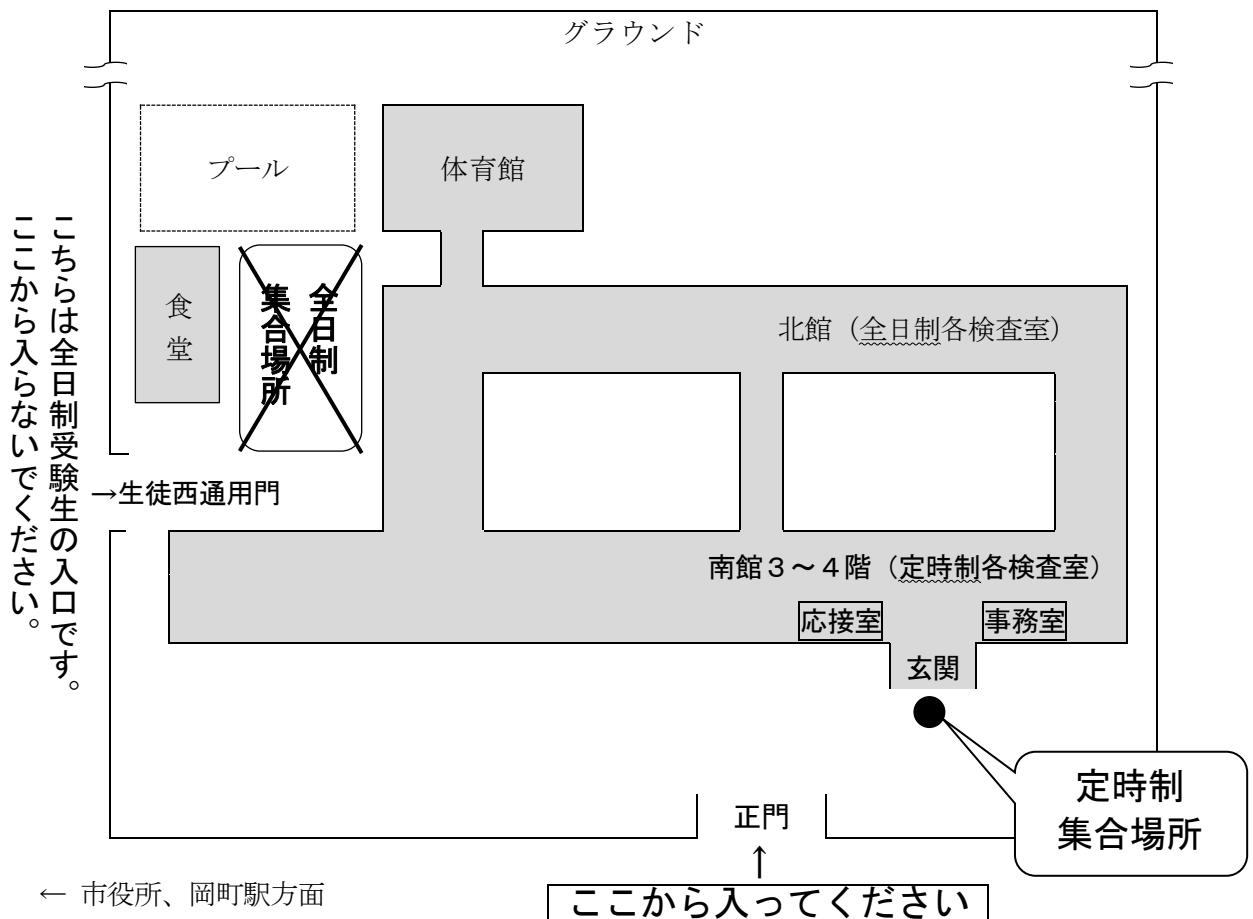 グラウンド
プール
体育館
こちらは全日制受験生の入口です。
ここから入らないでください。
食堂
全日制
集合場所
北館（全日制各検査室）
→生徒西通用門
南館３～４階（定時制各検査室）
応接室
事務室
玄関
定時制
集合場所
正門
↑
← 市役所、岡町駅方面
ここから入ってください